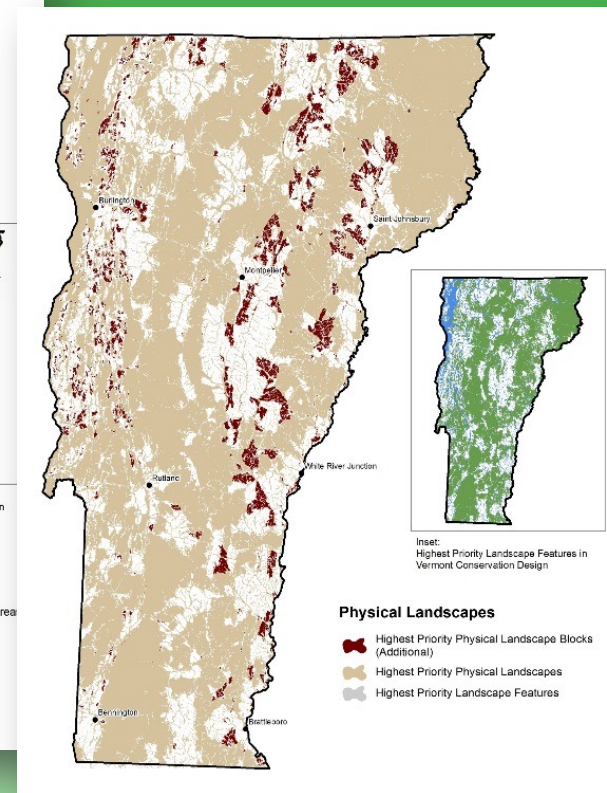 Burlington
Saint Johnsbury
Montpelier
White River Junction
Rutland
Bennington
Brattleboro
Inset:
Highest Priority Landscape Features in
Vermont Conservation Design
Physical Landscapes
Highest Priority Physical Landscape Blocks
(Additional)
Highest Priority Physical Landscapes
Highest Priority Landscape Features